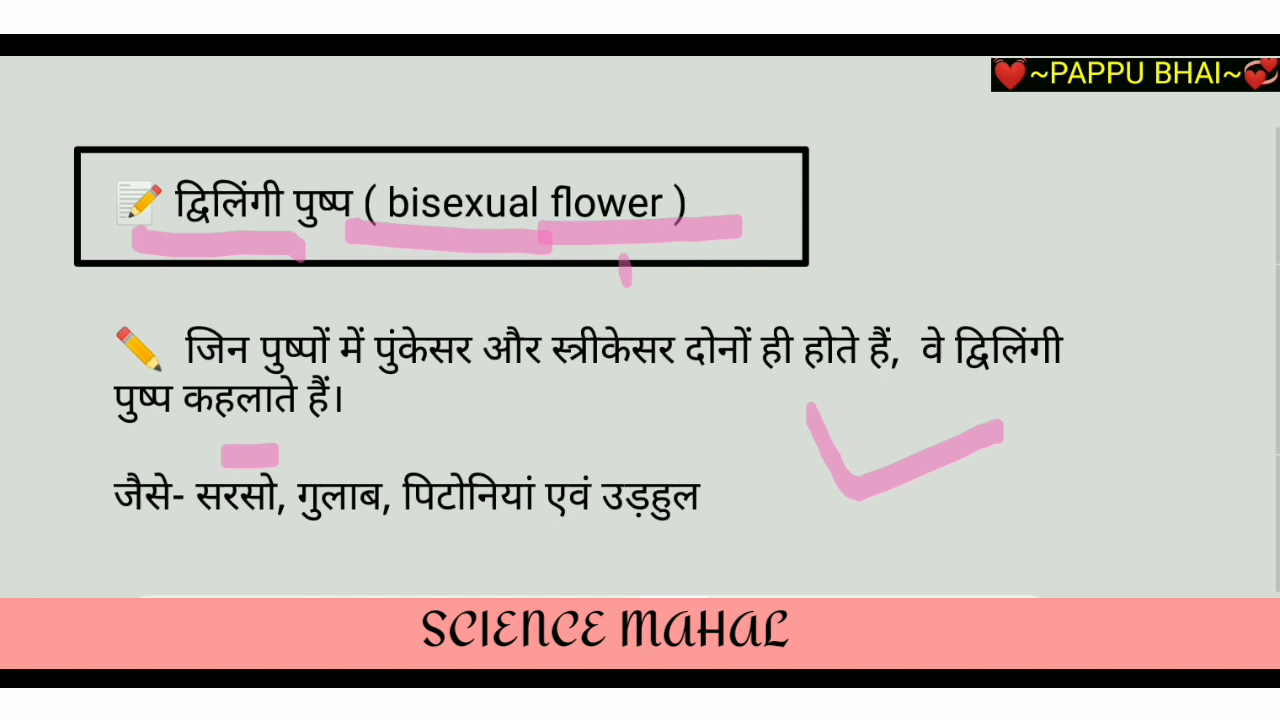 ❤️~PAPPU BHAI~💞
📝 द्विलिंगी पुष्प ( bisexual flower )
✏️ जिन पुष्पों में पुंकेसर और स्त्रीकेसर दोनों ही होते हैं, वे द्विलिंगी
पुष्प कहलाते हैं।
जैसे- सरसो, गुलाब, पिटोनियां एवं उड़हुल
SCIENCE MAHAL